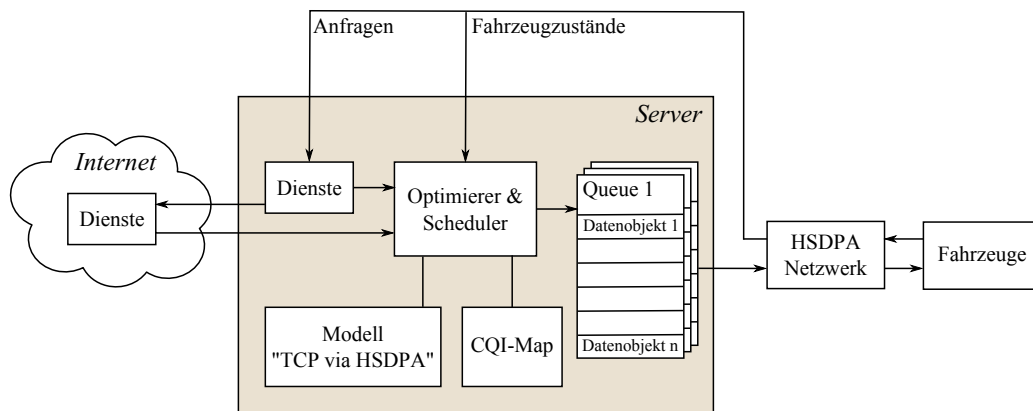 Anfragen
Fahrzeugzustände
Server
Internet
Dienste
Dienste
Optimierer &
Scheduler
Queue 1
Datenobjekt 1
Datenobjekt n
HSDPA
Netzwerk
Fahrzeuge
Modell
"TCP via HSDPA"
CQI-Map